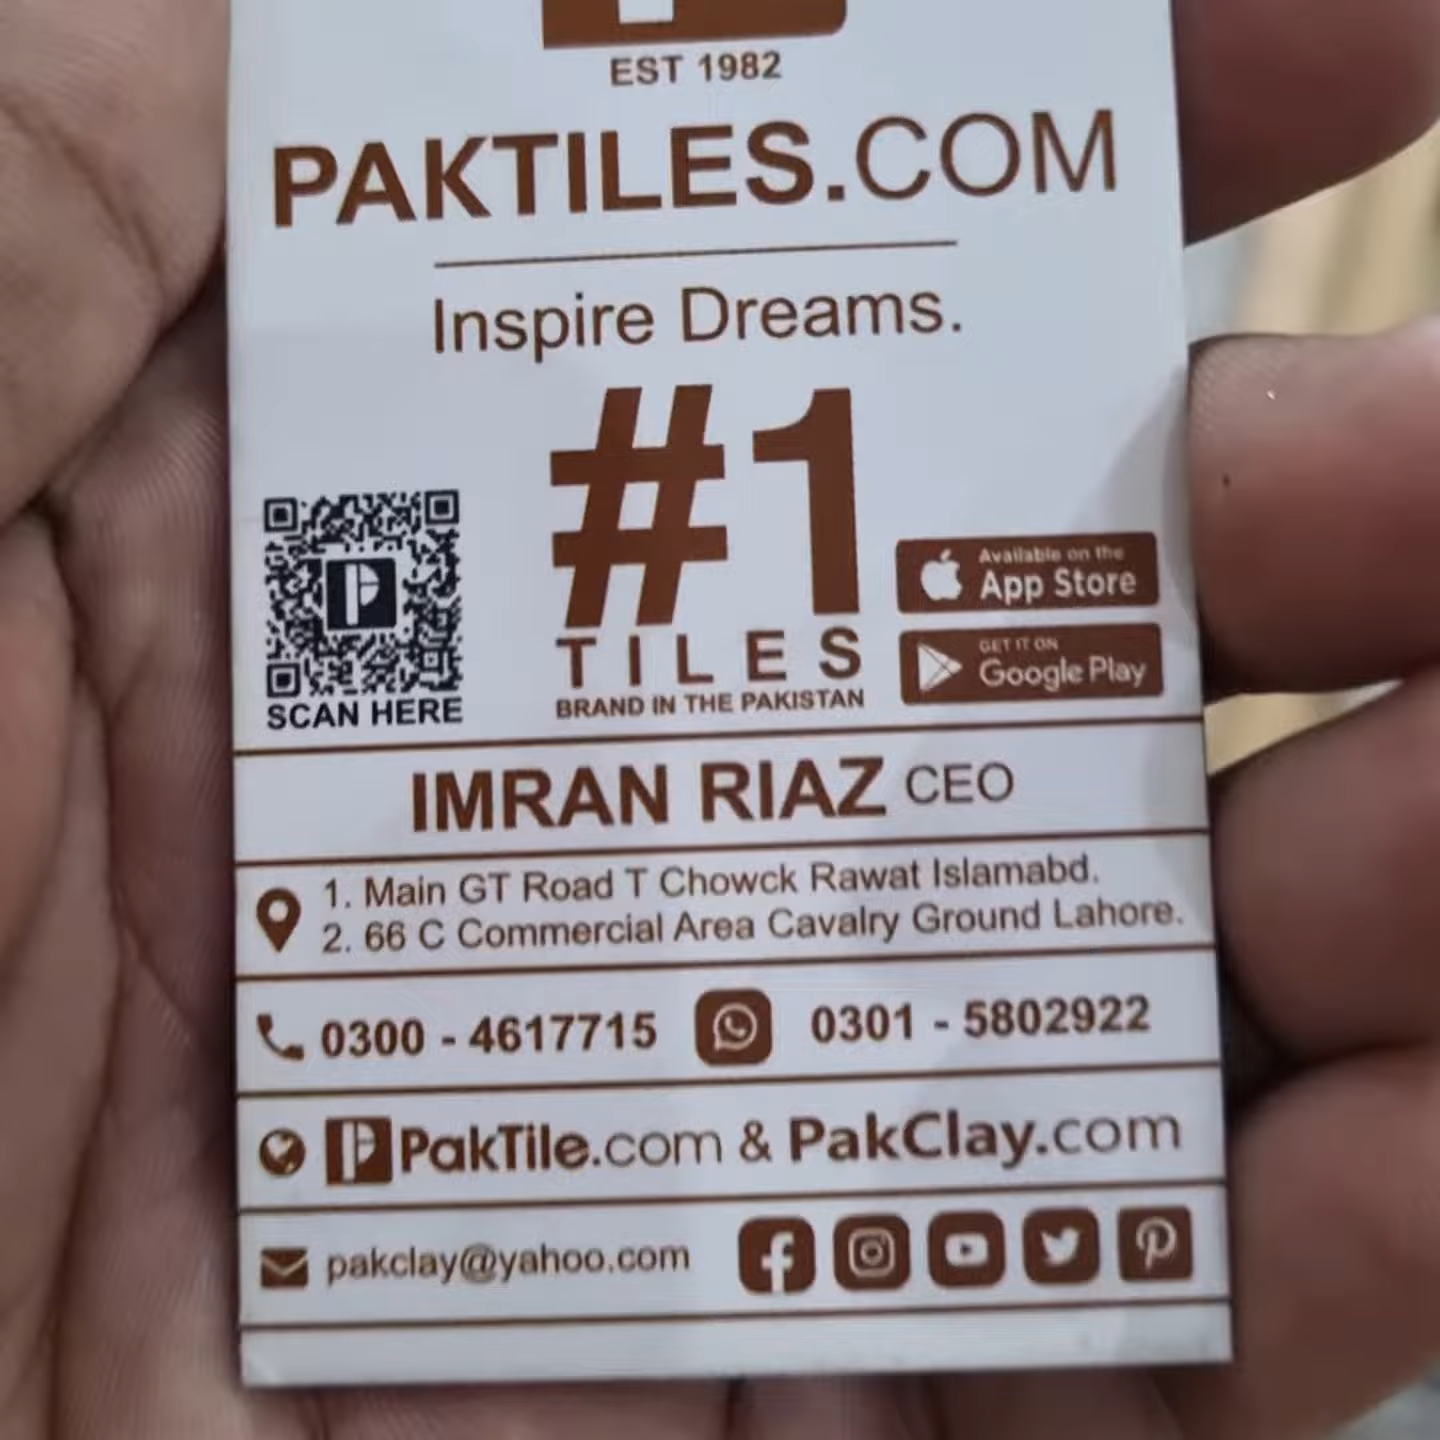 EST 1982
PAKTILES.COM
Inspire Dreams.
#1
TILES
BRAND IN THE PAKISTAN
SCAN HERE
Available on the
App Store
GET IT ON
Google Play
IMRAN RIAZ CEO
1. Main GT Road T Chowck Rawat Islamabd.
2. 66 C Commercial Area Cavalry Ground Lahore.
0300 - 4617715 0301 - 5802922
PakTile.com & PakClay.com
pakclay@yahoo.com